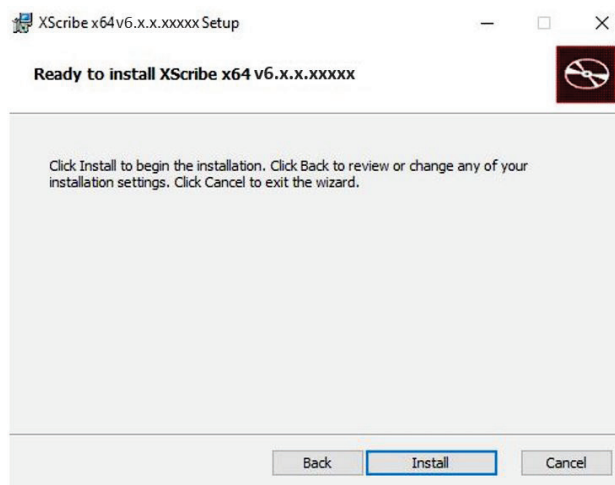 XScribe x64 v6.x.x.xxxxx Setup
Ready to install XScribe x64 v6.x.x.xxxxx
Click Install to begin the installation. Click Back to review or change any of your
installation settings. Click Cancel to exit the wizard.
Back Install Cancel